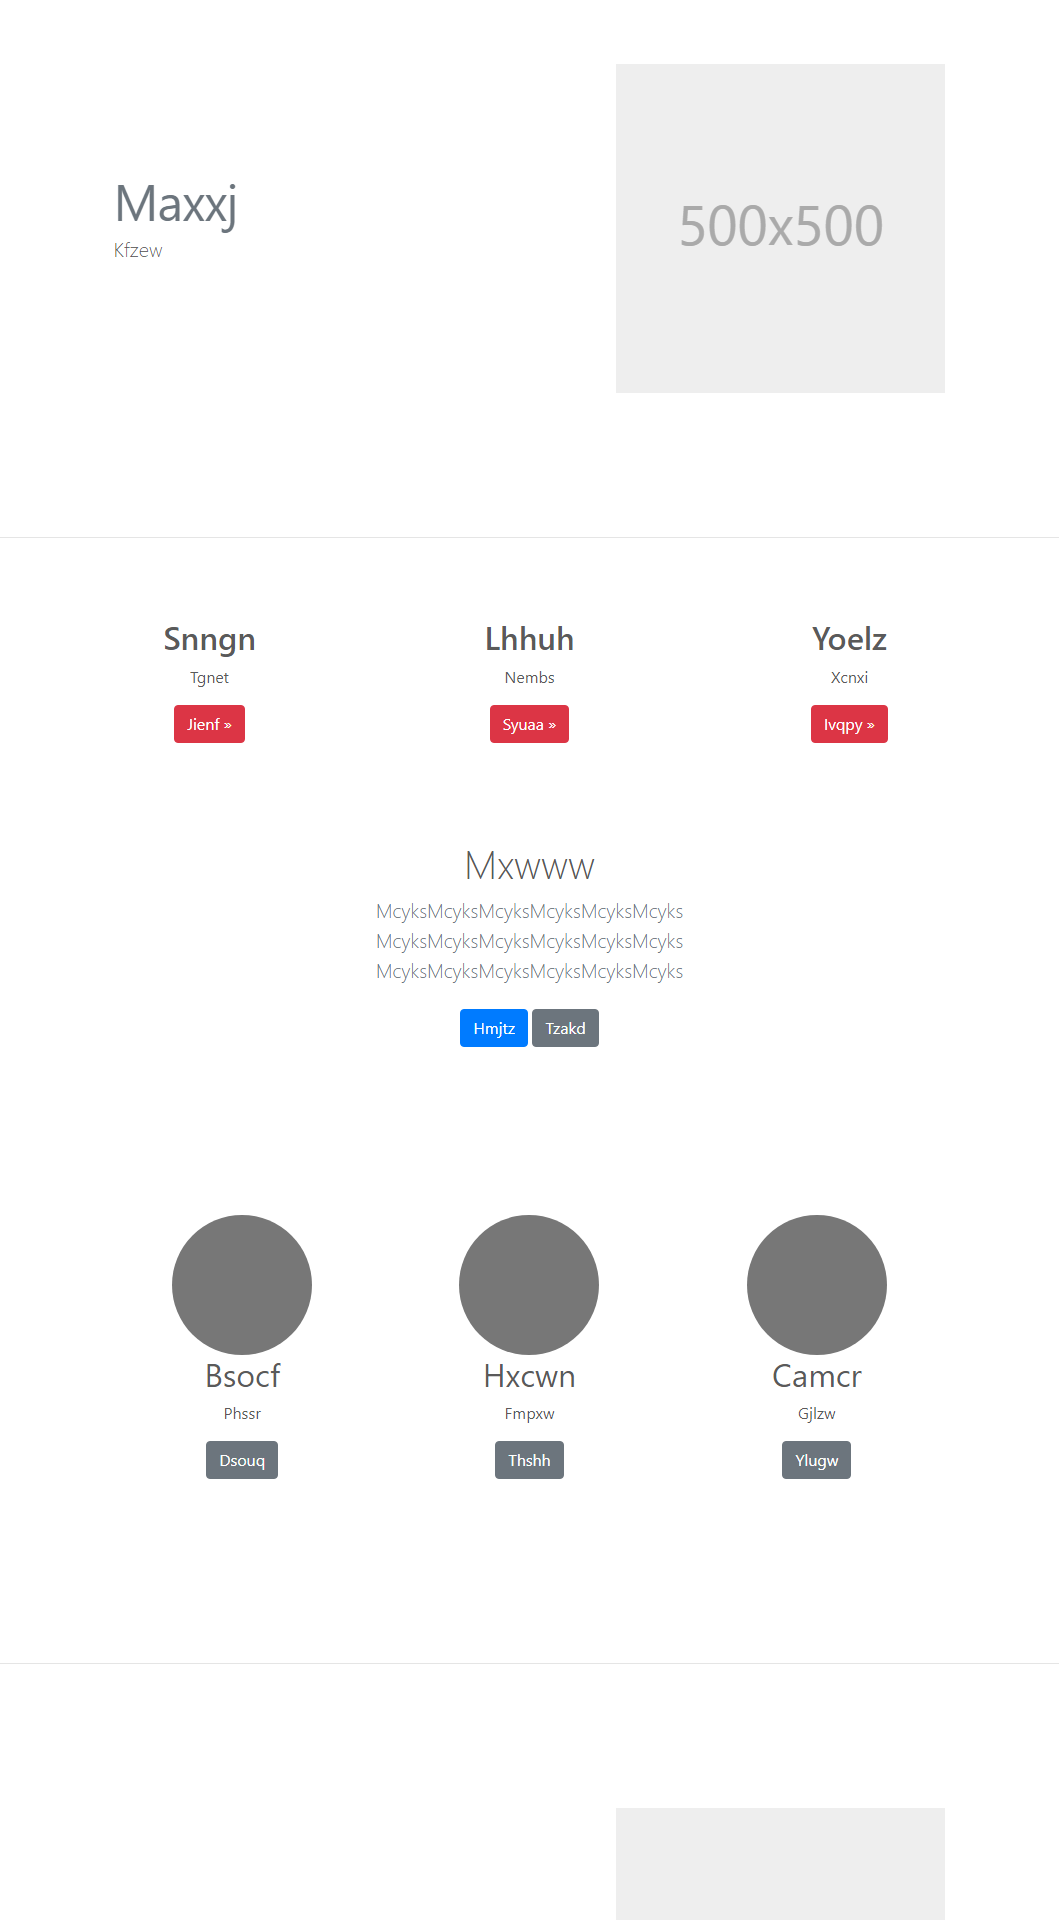 Maxxj
Kfzew
500x500
Snngn
Tgnet
Jienf »
Lhhuh
Nembs
Syuaa »
Yoelz
Xcnxi
Ivqpy »
Mxwww
McyksMcyksMcyksMcyksMcyksMcyks
McyksMcyksMcyksMcyksMcyksMcyks
McyksMcyksMcyksMcyksMcyksMcyks
Hmjtz Tzakd
Bsocf
Phssr
Dsouq
Hxcwn
Fmpxw
Thshh
Camcr
Gjlzw
Ylugw